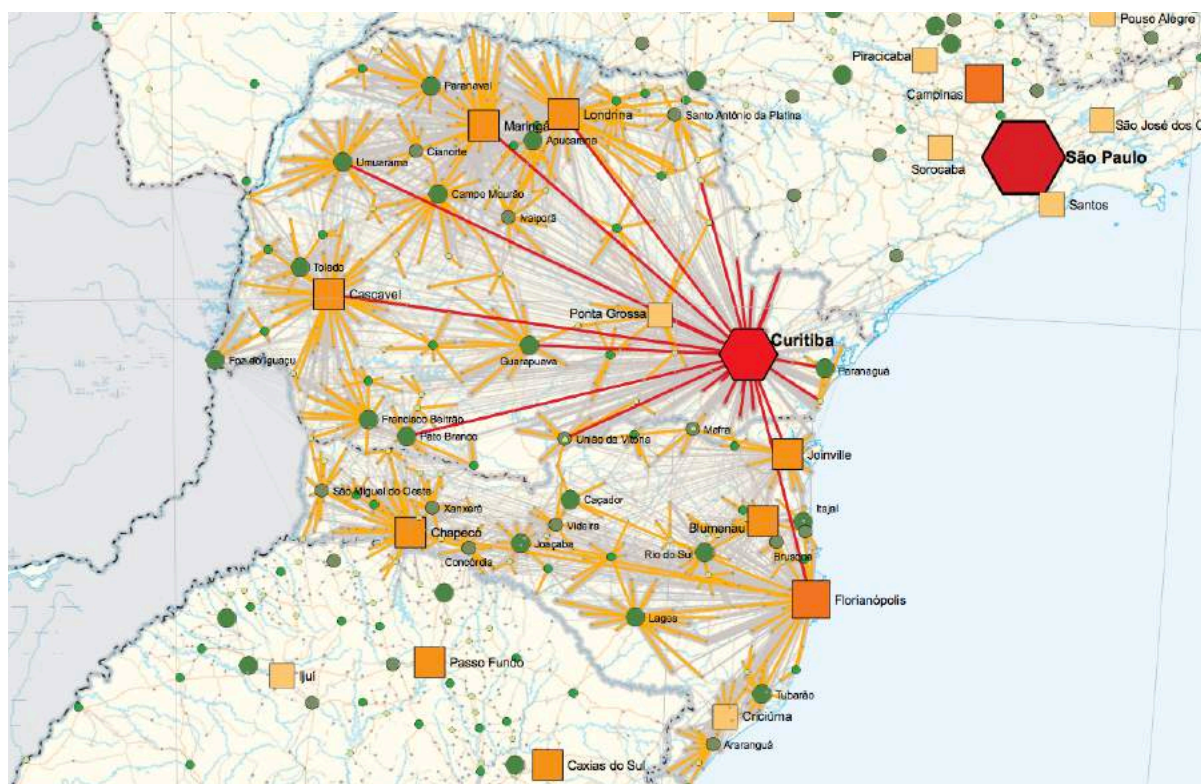 Pouso Alegre
Piracicaba
Campinas
São José dos C
São Paulo
Sorocaba
Santos
Paranavaí
Maringá
Londrina
Santo Antônio da Platina
Apucarana
Cianorte
Umuarama
Campo Mourão
Ivaiporã
Toledo
Cascavel
Ponta Grossa
Curitiba
Foz do Iguaçu
Guarapuava
Paranaguá
Francisco Beltrão
Pato Branco
União da Vitória
Mafra
Joinville
São Miguel do Oeste
Xanxerê
Caçador
Itajaí
Chapecó
Videira
Blumenau
Joaçaba
Rio do Sul
Brusque
Concórdia
Florianópolis
Lages
Passo Fundo
Ijuí
Tubarão
Criciúma
Araranguá
Caxias do Sul